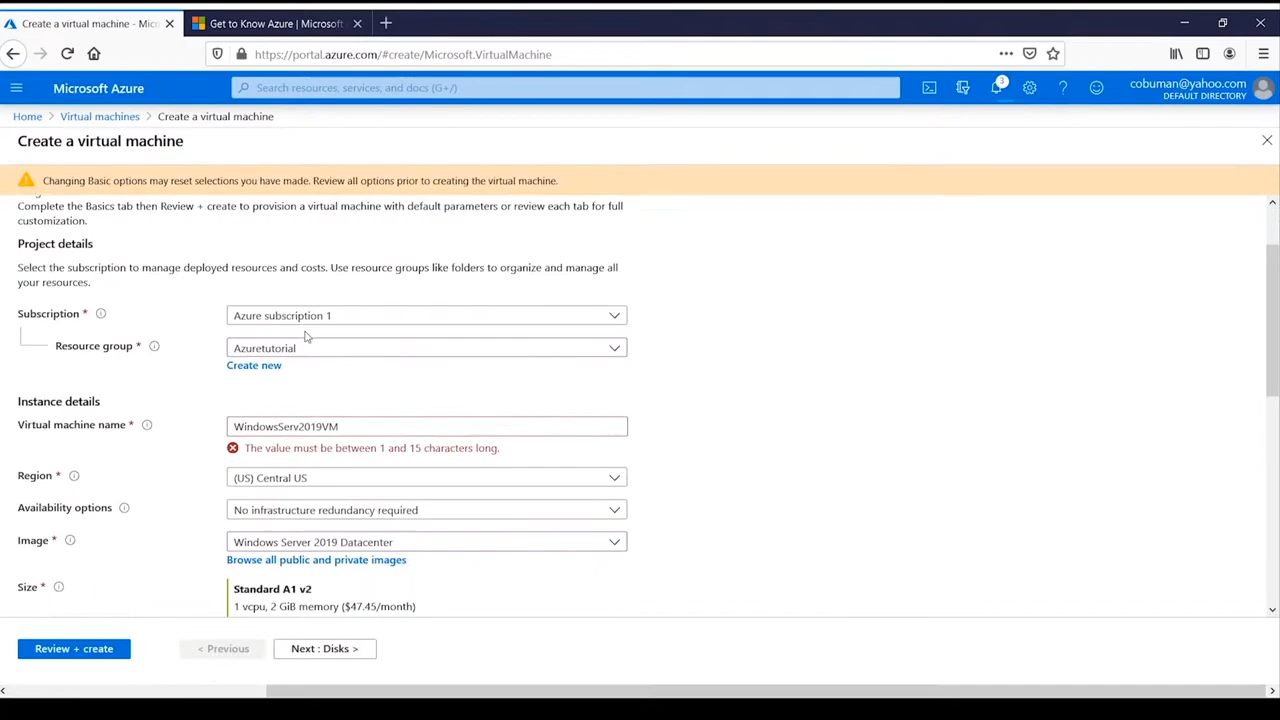 Create a virtual machine - Micr
Get to Know Azure | Microsoft
https://portal.azure.com/#create/Microsoft.VirtualMachine
Microsoft Azure
Search resources, services, and docs (G+/)
3
cobuman@yahoo.com
DEFAULT DIRECTORY
Home > Virtual machines > Create a virtual machine
Create a virtual machine
Changing Basic options may reset selections you have made. Review all options prior to creating the virtual machine.
Complete the Basics tab then Review + create to provision a virtual machine with default parameters or review each tab for full
customization.
Project details
Select the subscription to manage deployed resources and costs. Use resource groups like folders to organize and manage all
your resources.
Subscription *
Azure subscription 1
Resource group *
Azuretutorial
Create new
Instance details
Virtual machine name *
WindowsServ2019VM
The value must be between 1 and 15 characters long.
Region *
(US) Central US
Availability options
No infrastructure redundancy required
Image *
Windows Server 2019 Datacenter
Browse all public and private images
Size *
Standard A1 v2
1 vcpu, 2 GiB memory ($47.45/month)
Review + create
< Previous
Next : Disks >